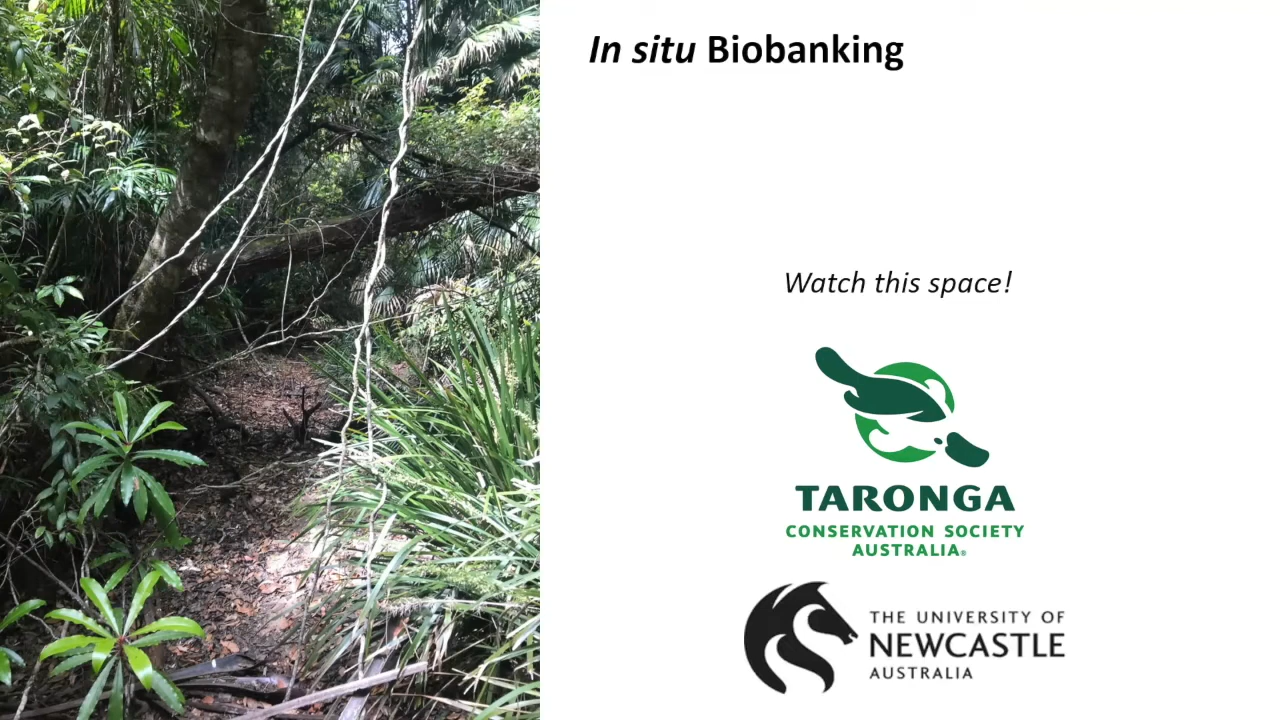 In situ Biobanking
Watch this space!
TARONGA
CONSERVATION SOCIETY
AUSTRALIA®
THE UNIVERSITY OF
NEWCASTLE
AUSTRALIA